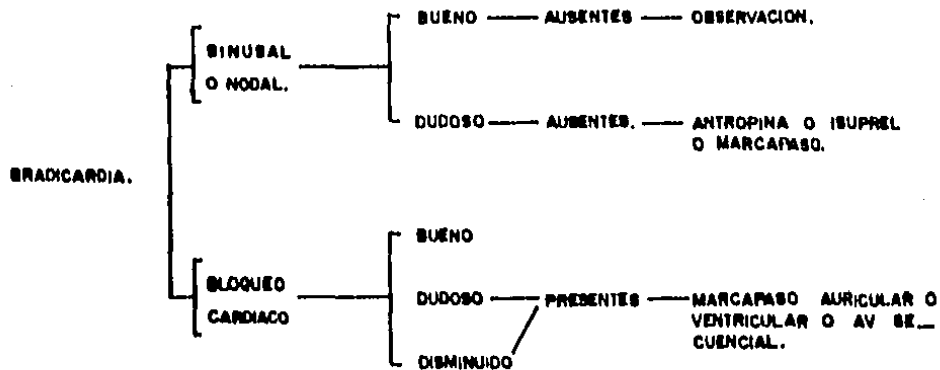 BUENO AUSENTES OBSERVACION.
SINUSAL
O NODAL.
DUDOSO AUSENTES. ANTROPINA O ISUPREL
O MARCAPASO.
BRADICARDIA.
BUENO
BLOQUEO
CARDIACO
DUDOSO PRESENTES MARCAPASO AURICULAR O
VENTRICULAR O AV SE_
CUENCIAL.
DISMINUIDO